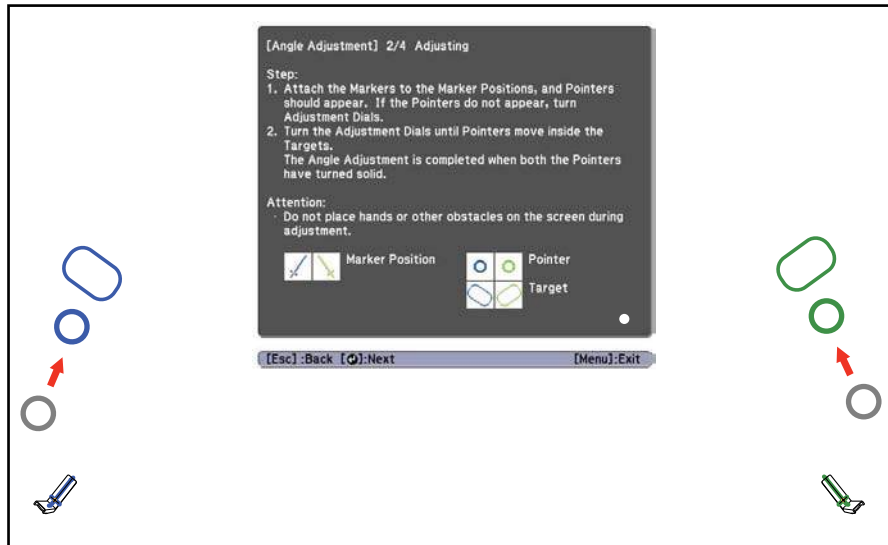 [Angle Adjustment] 2/4 Adjusting
Step:
1. Attach the Markers to the Marker Positions, and Pointers
should appear. If the Pointers do not appear, turn
Adjustment Dials.
2. Turn the Adjustment Dials until Pointers move inside the
Targets.
The Angle Adjustment is completed when both the Pointers
have turned solid.
Attention:
· Do not place hands or other obstacles on the screen during
adjustment.
Marker Position
Pointer
Target
[Esc] :Back [⏎]:Next [Menu]:Exit